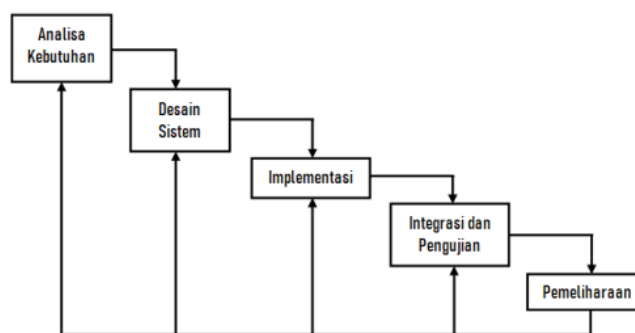 Analisa
Kebutuhan
Desain
Sistem
Implementasi
Integrasi dan
Pengujian
Pemeliharaan